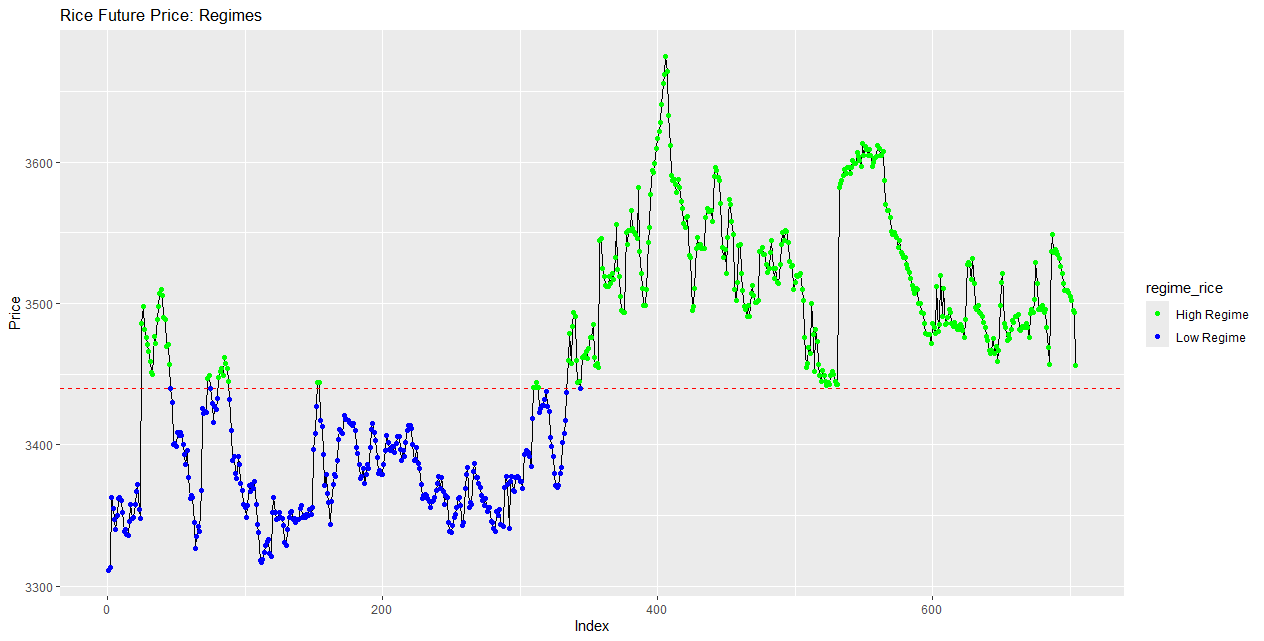 Rice Future Price: Regimes
Price
3600
3500
3400
3300
0
200
400
600
Index
regime_rice
High Regime
Low Regime